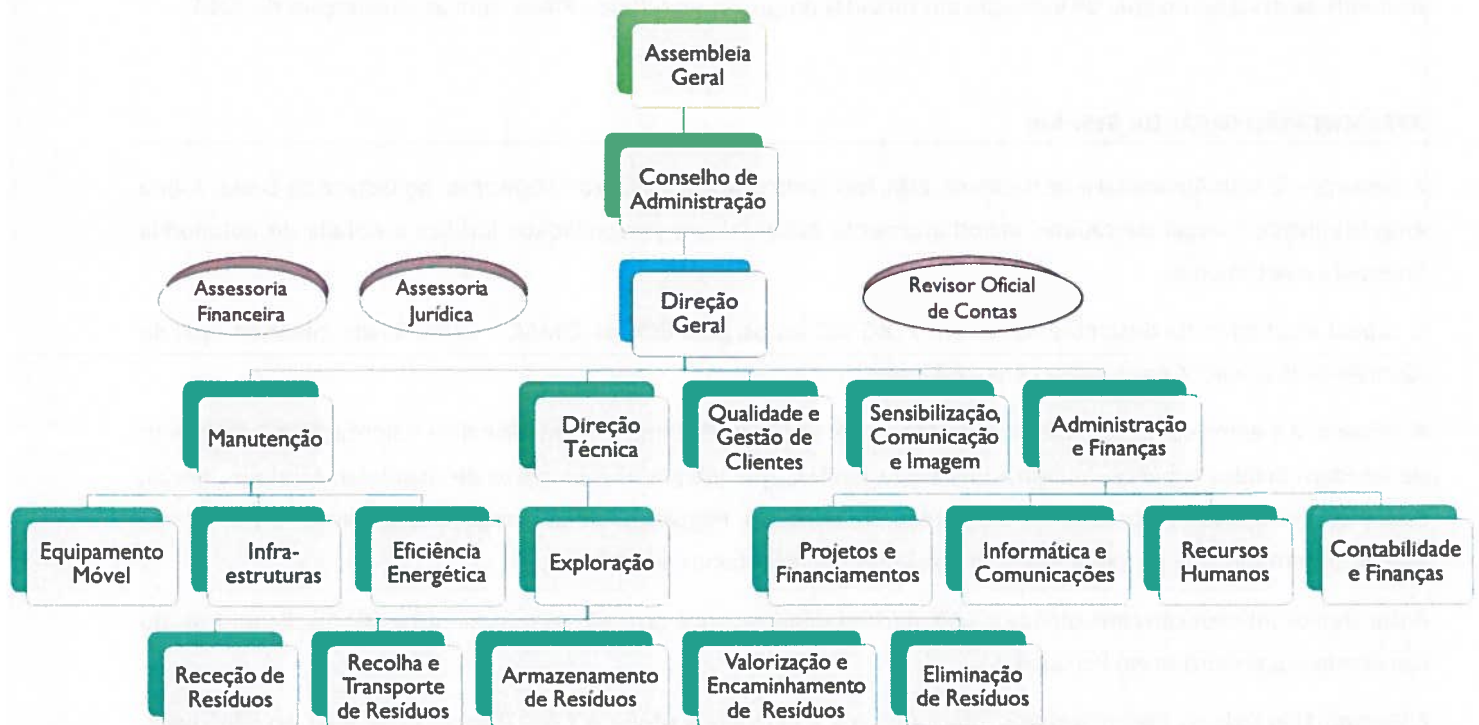 Assembleia
Geral
Conselho de
Administração
Assessoria
Financeira
Assessoria
Jurídica
Direção
Geral
Revisor Oficial
de Contas
Manutenção
Direção
Técnica
Qualidade e
Gestão de
Clientes
Sensibilização,
Comunicação
e Imagem
Administração
e Finanças
Equipamento
Móvel
Infra-
estruturas
Eficiência
Energética
Exploração
Projetos e
Financiamentos
Informática e
Comunicações
Recursos
Humanos
Contabilidade
e Finanças
Receção de
Resíduos
Recolha e
Transporte
de Resíduos
Armazenamento
de Resíduos
Valorização e
Encaminhamento
de Resíduos
Eliminação
de Resíduos